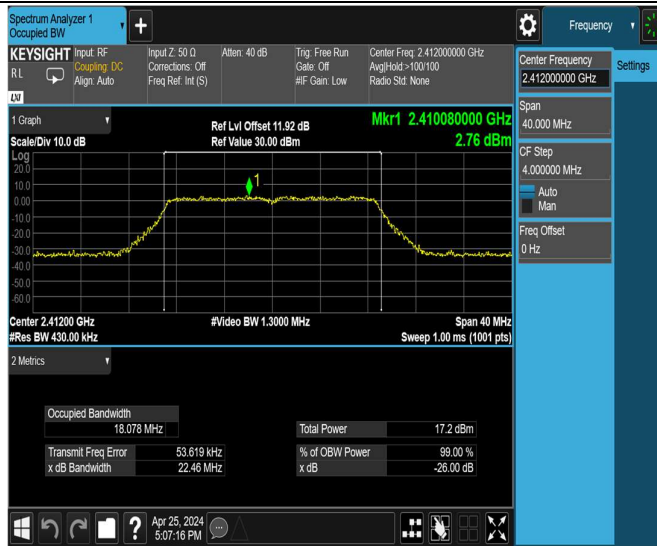 Spectrum Analyzer 1
Occupied BW
+
Frequency
KEYSIGHT
RL
LXI
Input: RF
Coupling: DC
Align: Auto
Input Z: 50 Ω
Corrections: Off
Freq Ref: Int (S)
Atten: 40 dB
Trig: Free Run
Gate: Off
#IF Gain: Low
Center Freq: 2.412000000 GHz
Avg|Hold:>100/100
Radio Std: None
Center Frequency
2.412000000 GHz
Settings
Span
40.000 MHz
CF Step
4.000000 MHz
Auto
Man
Freq Offset
0 Hz
1 Graph
Scale/Div 10.0 dB
Ref Lvl Offset 11.92 dB
Ref Value 30.00 dBm
Mkr1 2.410080000 GHz
2.76 dBm
Log
20.0
10.0
0.00
-10.0
-20.0
-30.0
-40.0
-50.0
-60.0
1
Center 2.41200 GHz
#Res BW 430.00 kHz
#Video BW 1.3000 MHz
Span 40 MHz
Sweep 1.00 ms (1001 pts)
2 Metrics
Occupied Bandwidth
18.078 MHz
Total Power 17.2 dBm
Transmit Freq Error 53.619 kHz
% of OBW Power 99.00 %
x dB Bandwidth 22.46 MHz
x dB -26.00 dB
?
Apr 25, 2024
5:07:16 PM